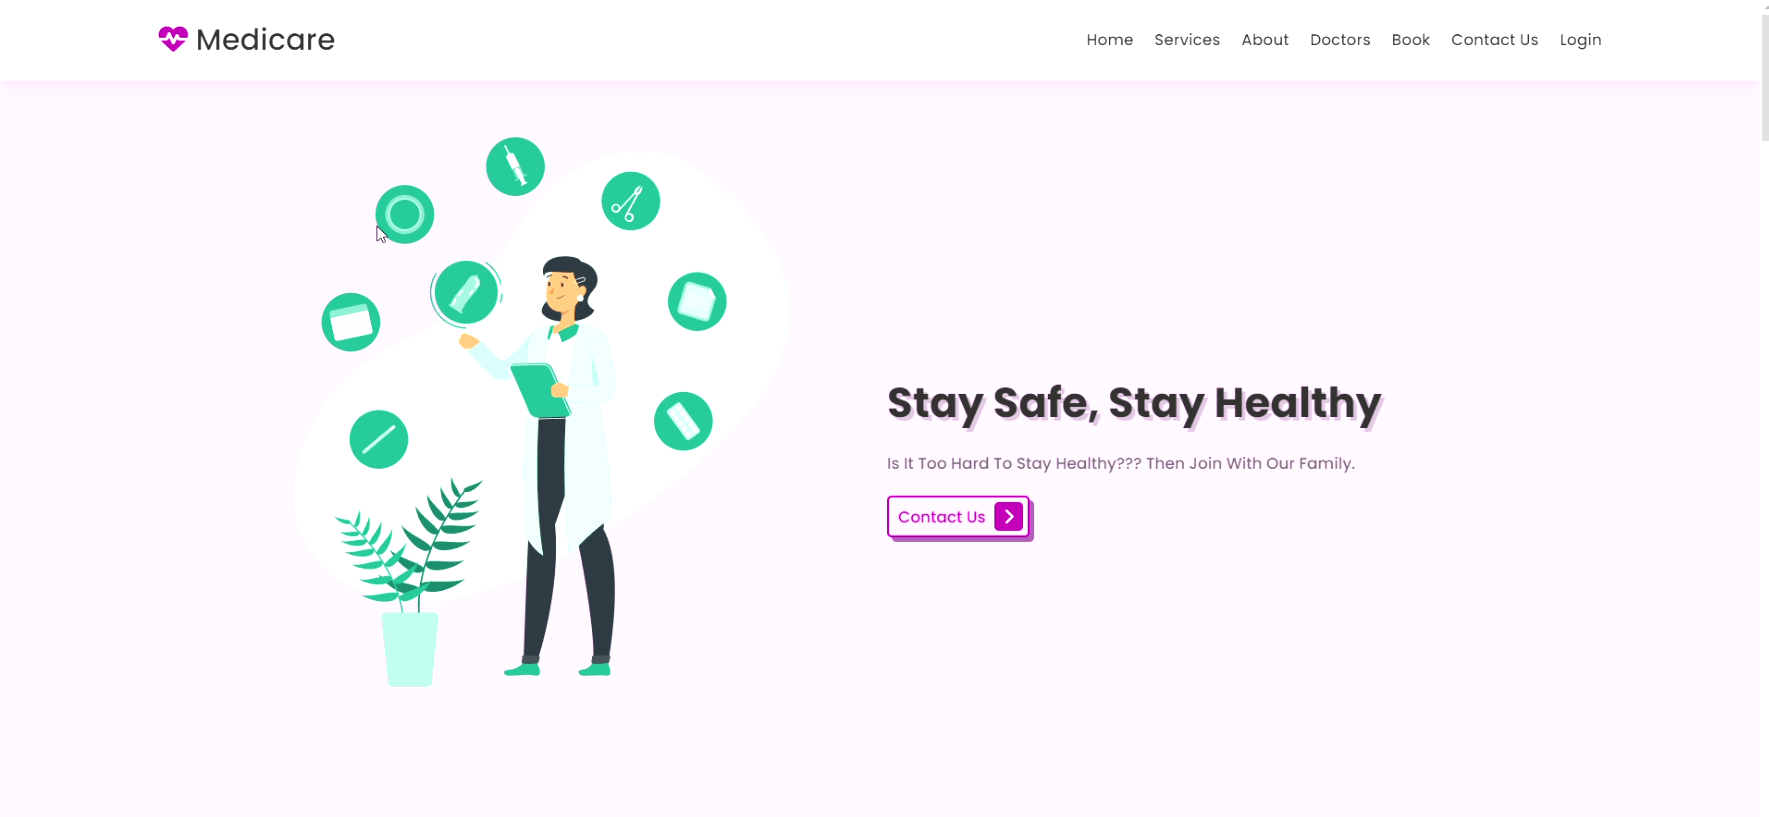 Medicare
Home Services About Doctors Book Contact Us Login
Stay Safe, Stay Healthy
Is It Too Hard To Stay Healthy??? Then Join With Our Family.
Contact Us